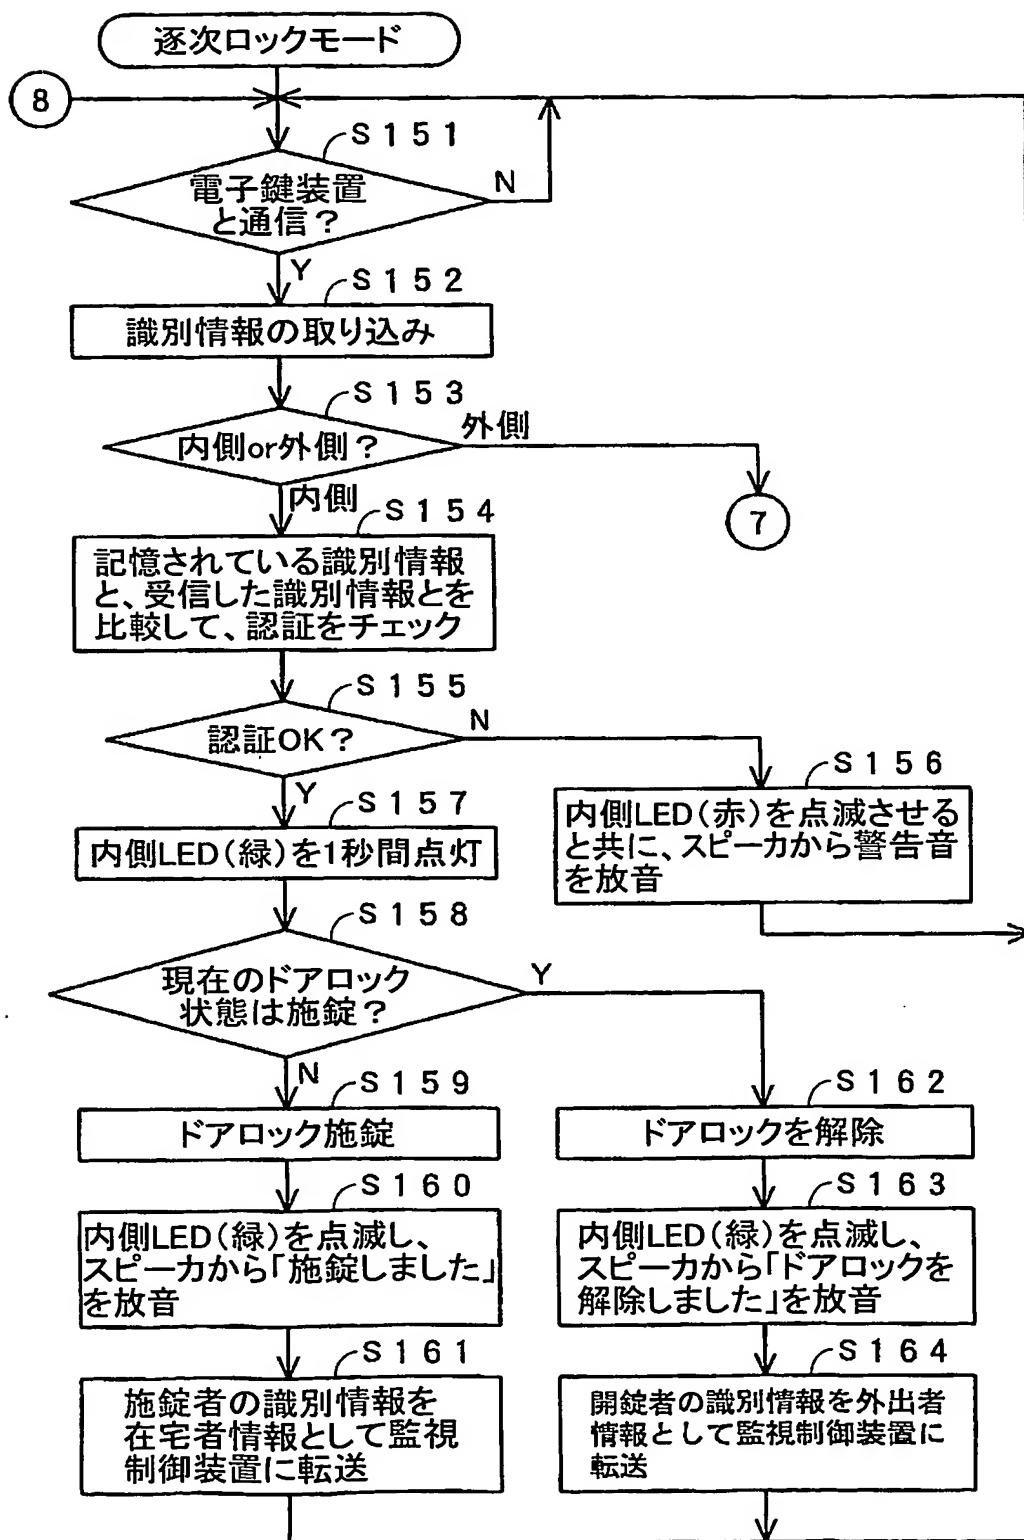 逐次ロックモード
8
S151
電子鍵装置
と通信?
N
Y
S152
識別情報の取り込み
S153
内側or外側?
外側
内側
7
S154
記憶されている識別情報
と、受信した識別情報とを
比較して、認証をチェック
S155
認証OK?
N
Y
S156
内側LED(赤)を点滅させる
と共に、スピーカから警告音
を放音
S157
内側LED(緑)を1秒間点灯
S158
現在のドアロック
状態は施錠?
Y
N
S159
ドアロック施錠
S162
ドアロックを解除
S160
内側LED(緑)を点滅し、
スピーカから「施錠しました」
を放音
S163
内側LED(緑)を点滅し、
スピーカから「ドアロックを
解除しました」を放音
S161
施錠者の識別情報を
在宅者情報として監視
制御装置に転送
S164
開錠者の識別情報を外出者
情報として監視制御装置に
転送